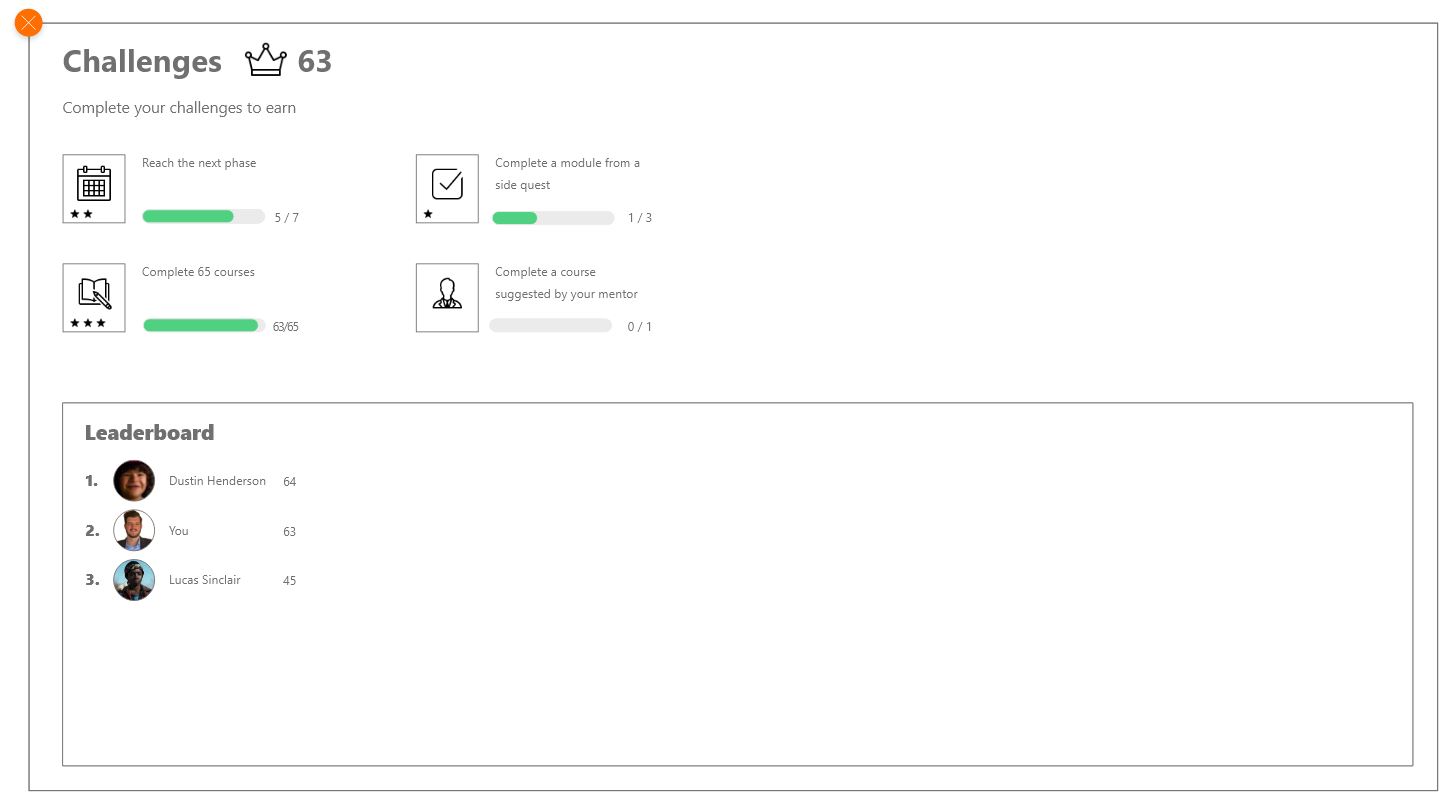 Challenges 63
Complete your challenges to earn
Reach the next phase
5 / 7
Complete a module from a
side quest
1 / 3
Complete 65 courses
63/65
Complete a course
suggested by your mentor
0 / 1
Leaderboard
1. Dustin Henderson 64
2. You 63
3. Lucas Sinclair 45